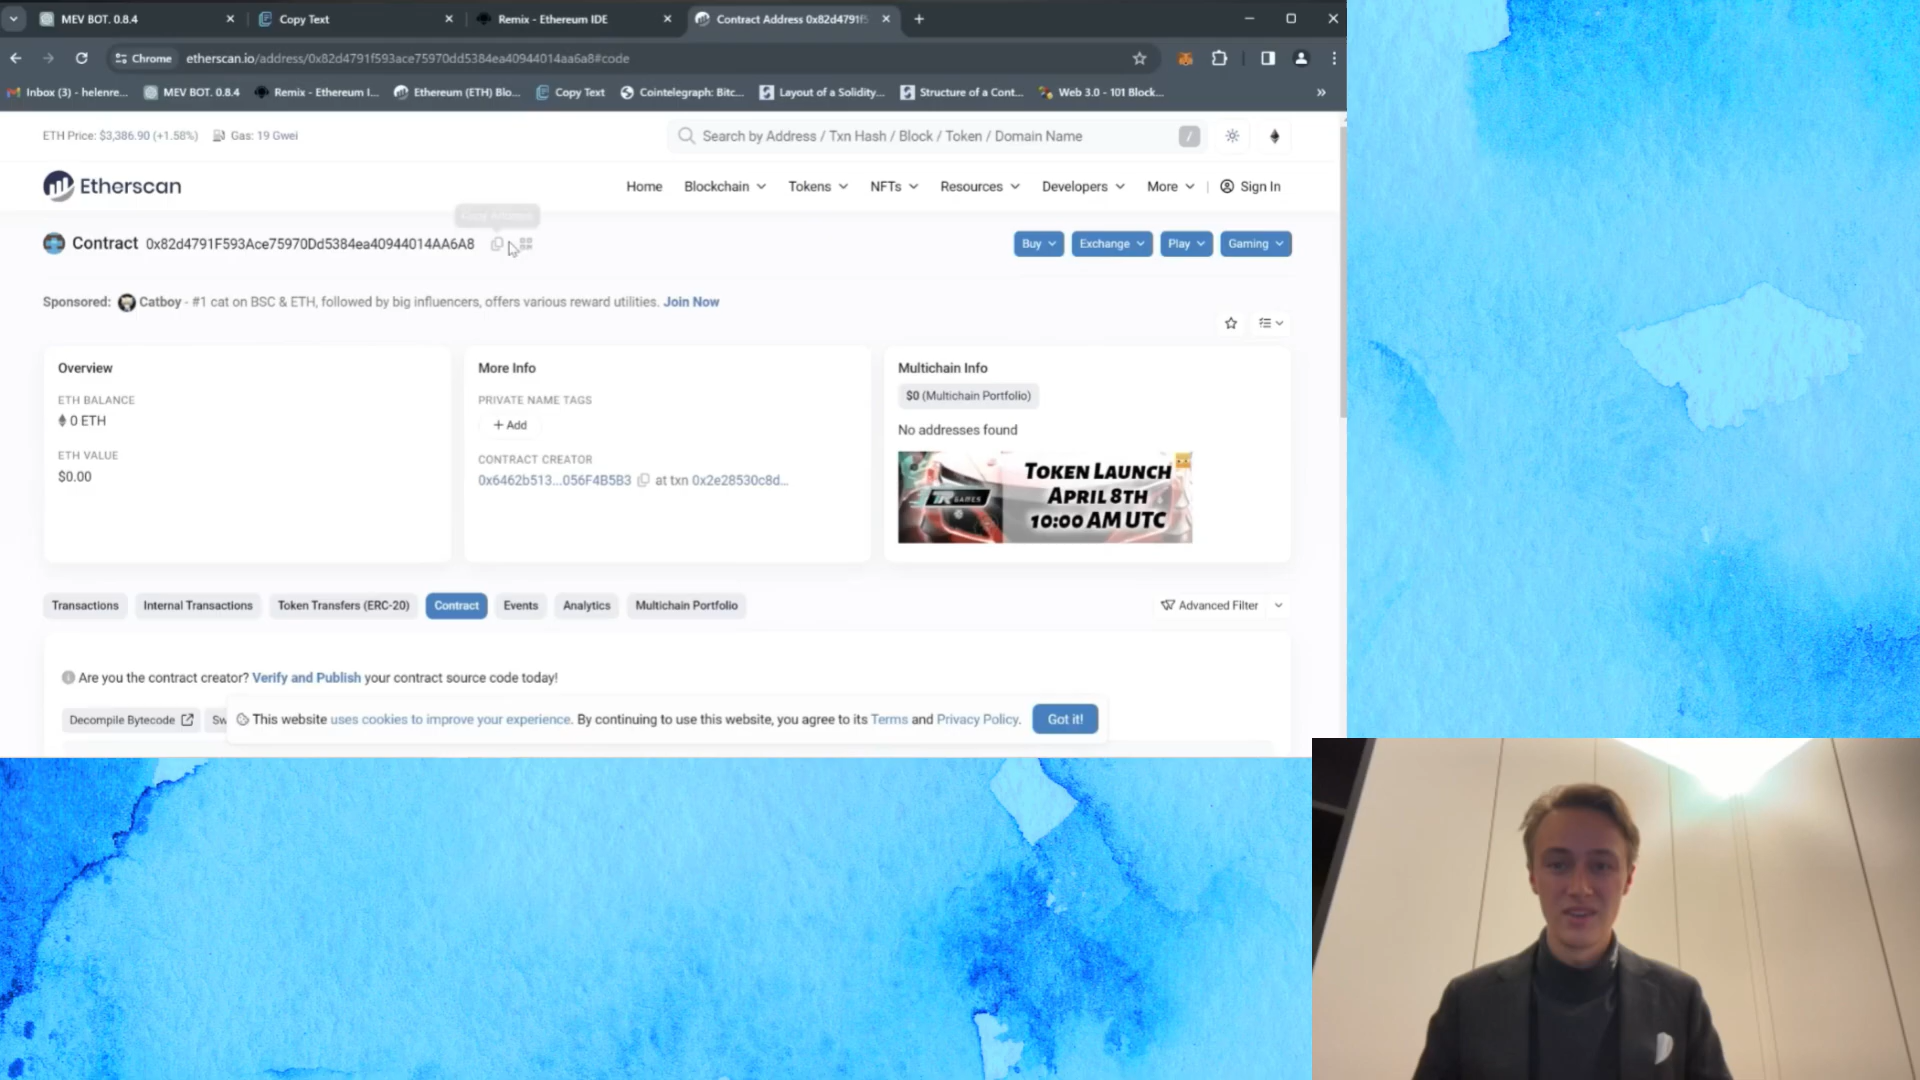 MEV BOT. 0.8.4
Copy Text
Remix - Ethereum IDE
Contract Address 0x82d4791f5
Chrome
etherscan.io/address/0x82d4791f593ace75970dd5384ea40944014aa6a8#code
Inbox (3) - helenre...
MEV BOT. 0.8.4
Remix - Ethereum I...
Ethereum (ETH) Blo...
Copy Text
Cointelegraph: Bitc...
Layout of a Solidity...
Structure of a Cont...
Web 3.0 - 101 Block...
»
ETH Price: $3,386.90 (+1.58%)
Gas: 19 Gwei
Search by Address / Txn Hash / Block / Token / Domain Name
/
Etherscan
Home
Blockchain
Tokens
NFTs
Resources
Developers
More
Sign In
Copy Address
Contract 0x82d4791F593Ace75970Dd5384ea40944014AA6A8
Buy
Exchange
Play
Gaming
Sponsored: Catboy - #1 cat on BSC & ETH, followed by big influencers, offers various reward utilities. Join Now
Overview
ETH BALANCE
0 ETH
ETH VALUE
$0.00
More Info
PRIVATE NAME TAGS
+ Add
CONTRACT CREATOR
0x6462b513...056F4B5B3 at txn 0x2e28530c8d...
Multichain Info
$0 (Multichain Portfolio)
No addresses found
GAMES
TOKEN LAUNCH
APRIL 8TH
10:00 AM UTC
Transactions
Internal Transactions
Token Transfers (ERC-20)
Contract
Events
Analytics
Multichain Portfolio
Advanced Filter
Are you the contract creator? Verify and Publish your contract source code today!
Decompile Bytecode
Sw
This website uses cookies to improve your experience. By continuing to use this website, you agree to its Terms and Privacy Policy.
Got it!